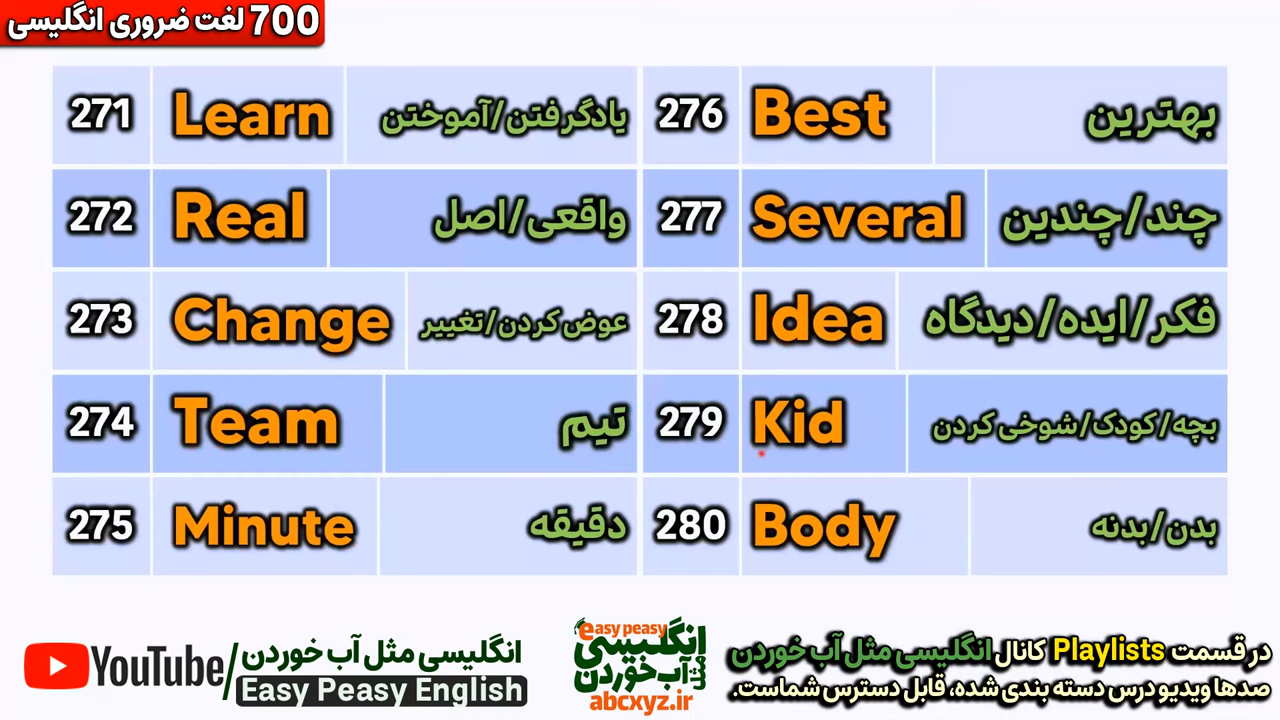 700 لغت ضروری انگلیسی
271 Learn یادگرفتن/آموختن
272 Real واقعی/اصل
273 Change عوض کردن/تغییر
274 Team تیم
275 Minute دقیقه
276 Best بهترین
277 Several چند/چندین
278 Idea فکر/ایده/دیدگاه
279 Kid بچه/کودک/شوخی کردن
280 Body بدن/بدنه
YouTube/انگلیسی مثل آب خوردن
Easy Peasy English
easy peasy
انگلیسی
مثل آب خوردن
abcxyz.ir
در قسمت Playlists کانال انگلیسی مثل آب خوردن
صدها ویدیو درس دسته بندی شده، قابل دسترس شماست.